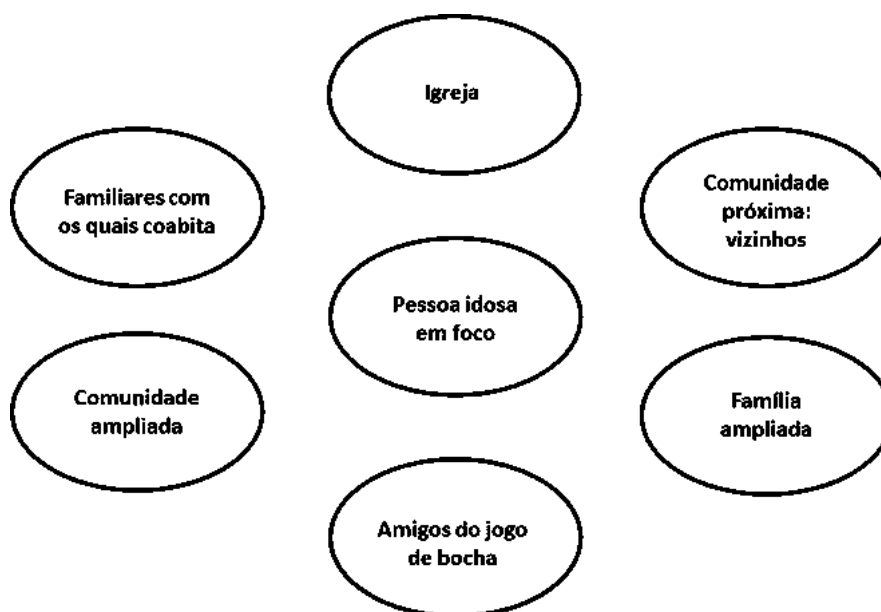 Igreja
Familiares com
os quais coabita
Comunidade
próxima:
vizinhos
Pessoa idosa
em foco
Comunidade
ampliada
Família
ampliada
Amigos do jogo
de bocha